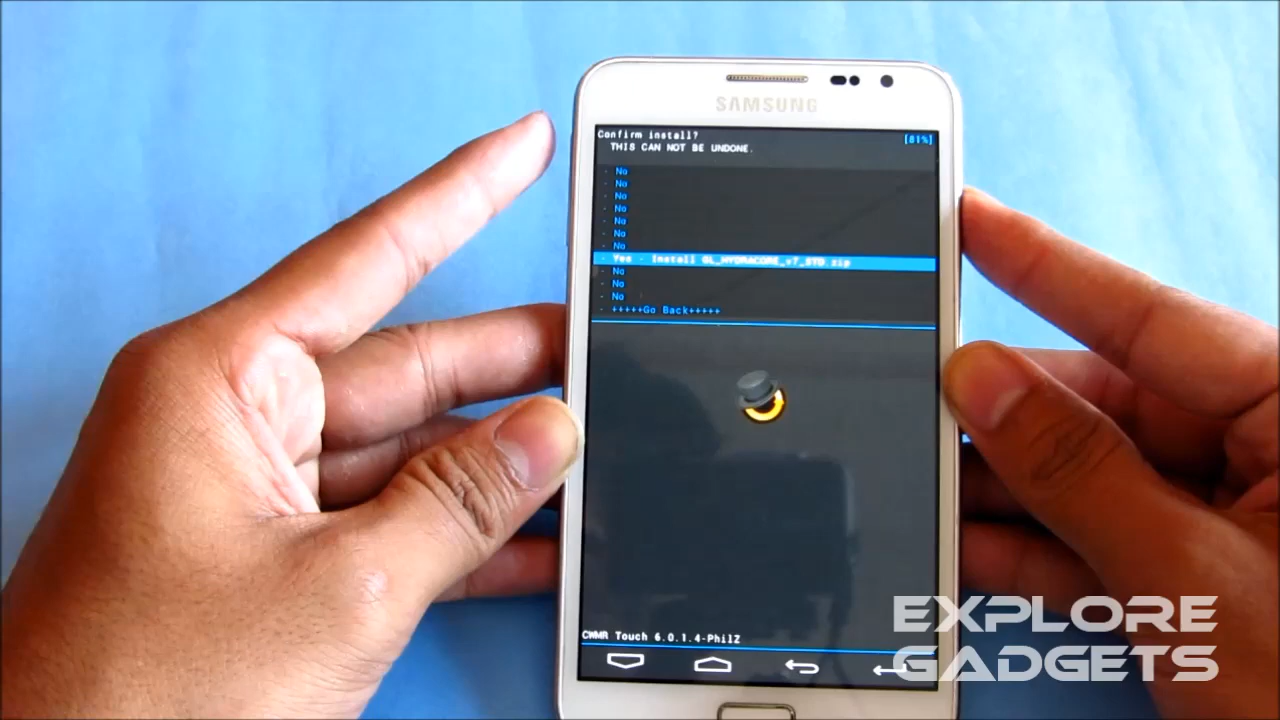 SAMSUNG
Confirm install? [81%]
THIS CAN NOT BE UNDONE.
- No
- No
- No
- No
- No
- No
- No
- Yes - Install GL_HYDRACORE_v7_STD.zip
- No
- No
- No
- +++++Go Back+++++
CWMR Touch 6.0.1.4-PhilZ
EXPLORE
GADGETS